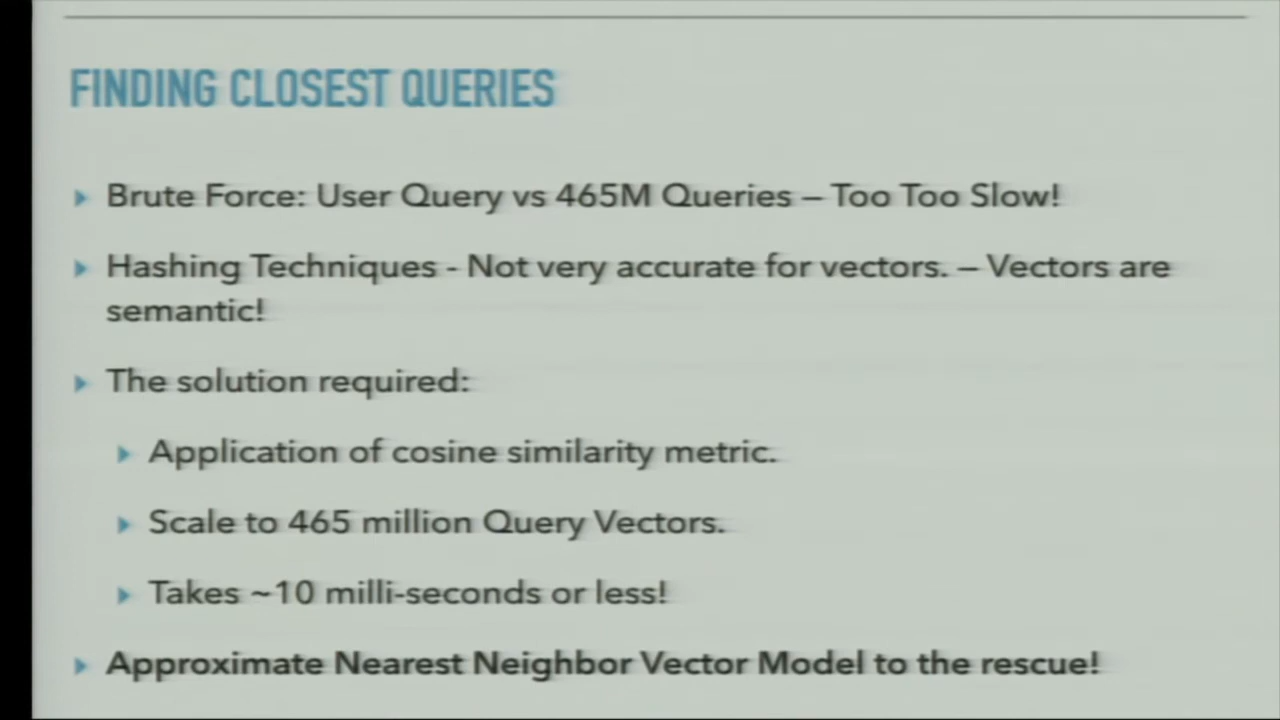 FINDING CLOSEST QUERIES
Brute Force: User Query vs 465M Queries – Too Too Slow!
Hashing Techniques - Not very accurate for vectors. – Vectors are
semantic!
The solution required:
Application of cosine similarity metric.
Scale to 465 million Query Vectors.
Takes ~10 milli-seconds or less!
Approximate Nearest Neighbor Vector Model to the rescue!